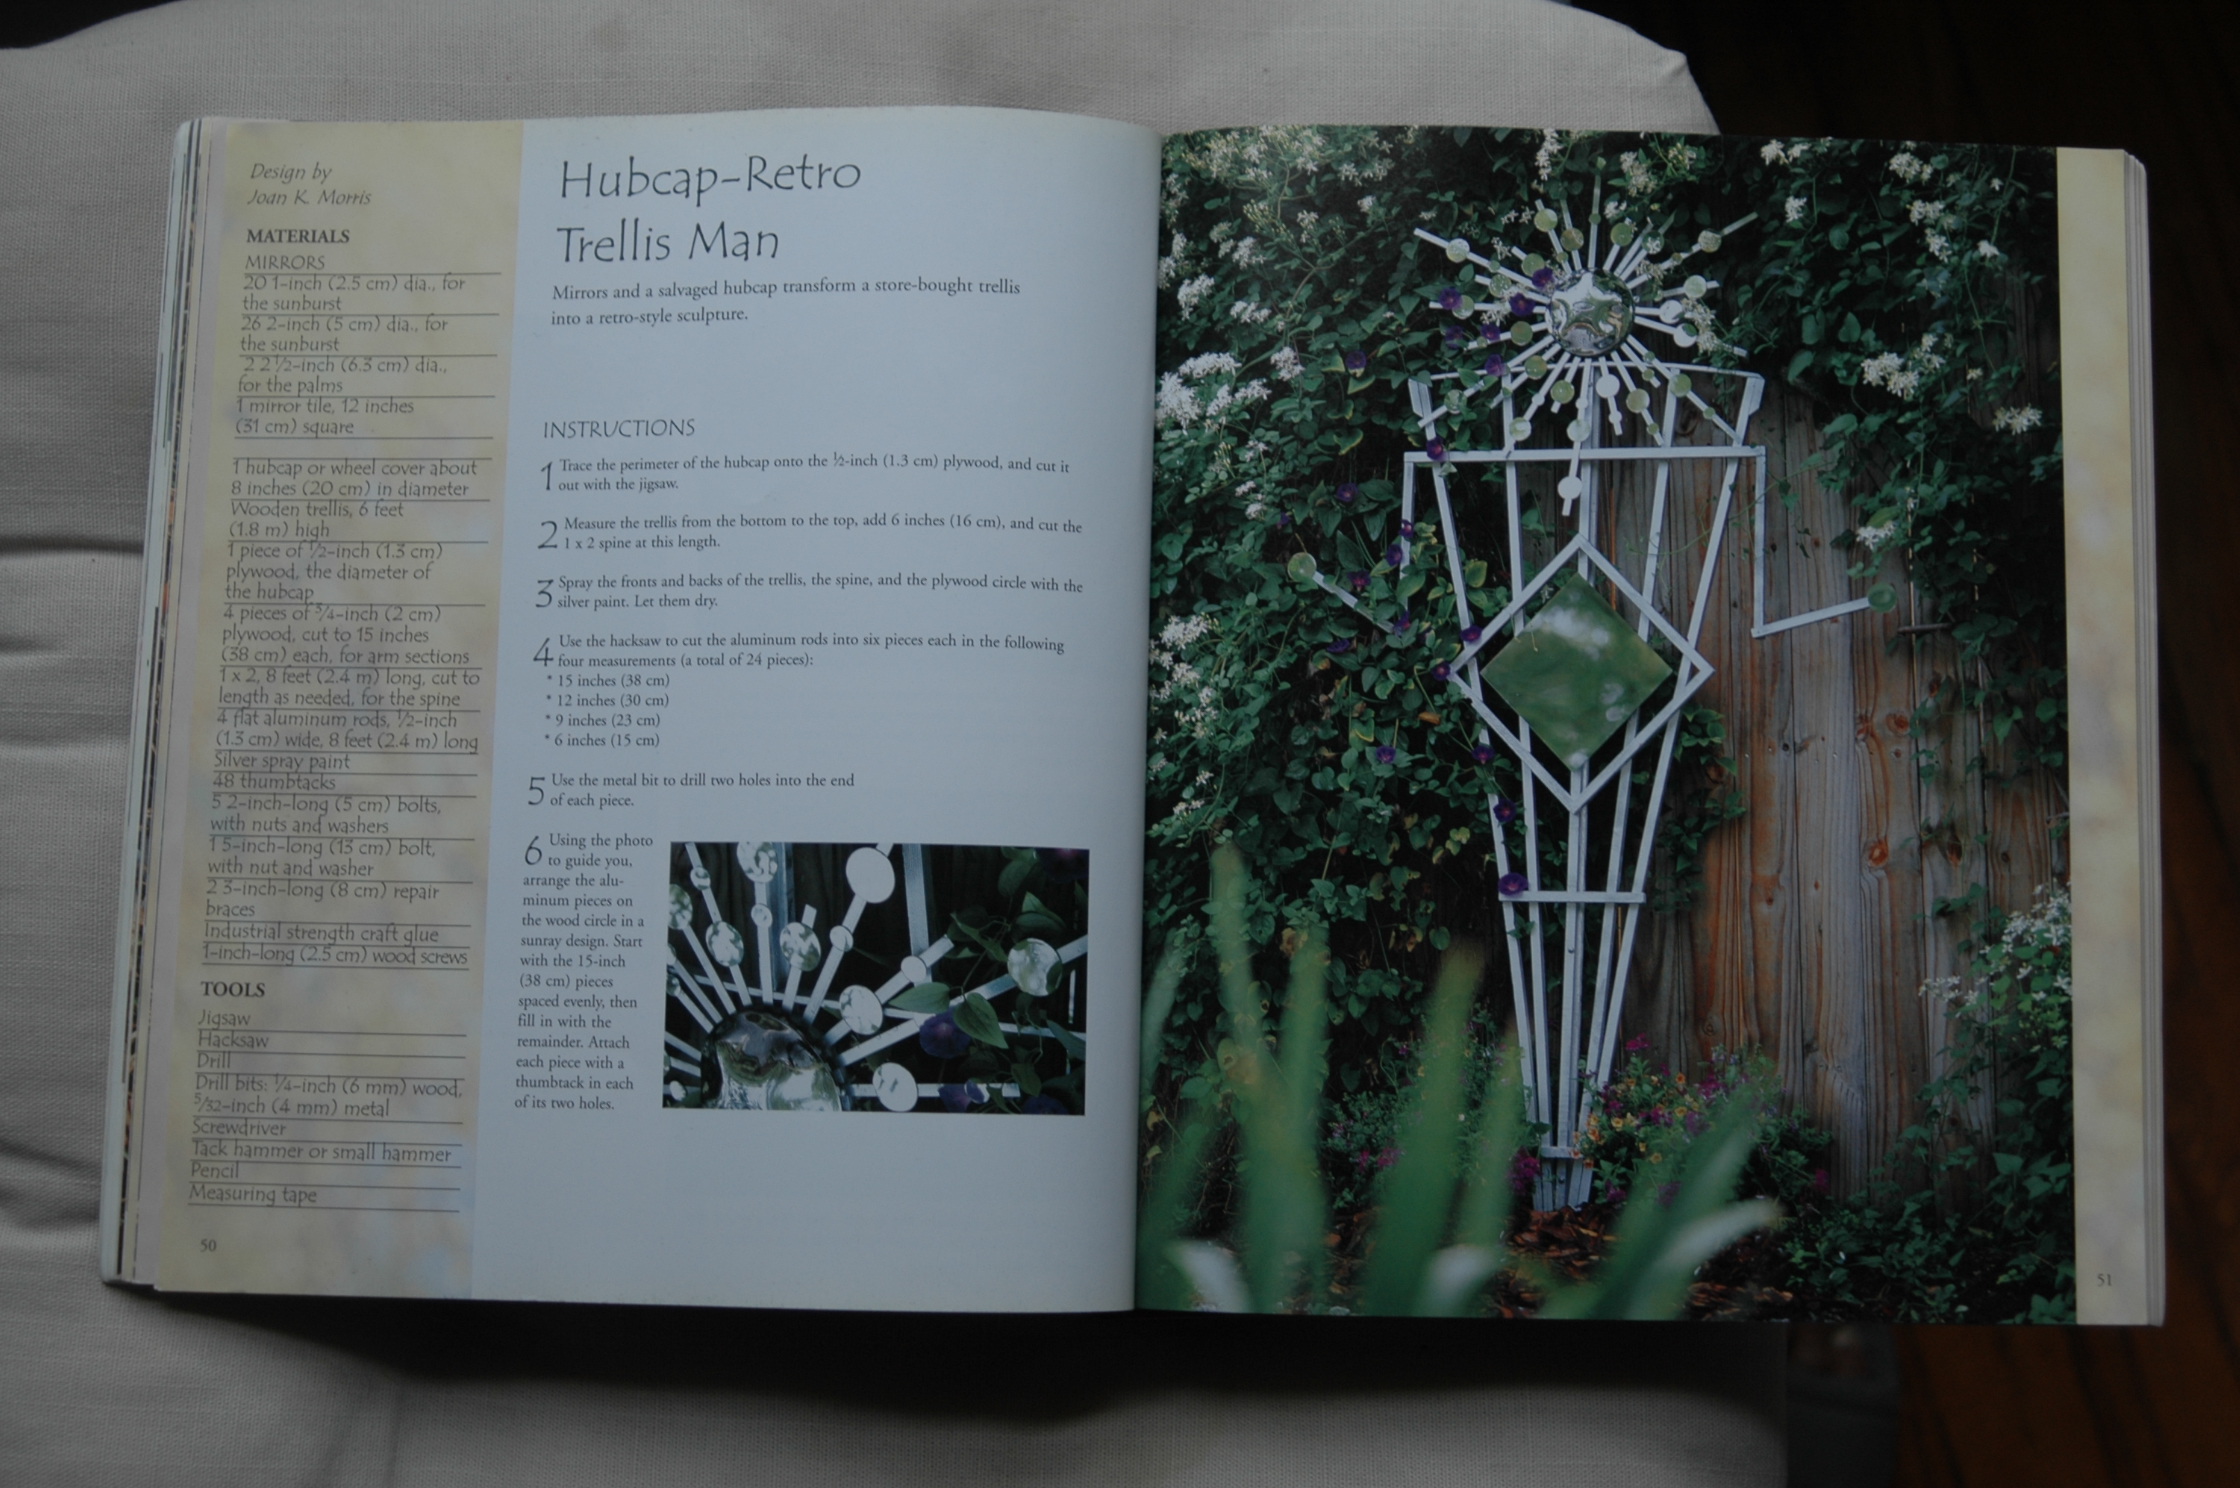 Design by
Joan K. Morris
MATERIALS
MIRRORS
20 1-inch (2.5 cm) dia., for
the sunburst
26 2-inch (5 cm) dia., for
the sunburst
2 2 ½-inch (6.3 cm) dia.,
for the palms
1 mirror tile, 12 inches
(31 cm) square
1 hubcap or wheel cover about
8 inches (20 cm) in diameter
Wooden trellis, 6 feet
(1.8 m) high
1 piece of ½-inch (1.3 cm)
plywood, the diameter of
the hubcap
4 pieces of ¾-inch (2 cm)
plywood, cut to 15 inches
(38 cm) each, for arm sections
1 x 2, 8 feet (2.4 m) long, cut to
length as needed, for the spine
4 flat aluminum rods, ½-inch
(1.3 cm) wide, 8 feet (2.4 m) long
Silver spray paint
48 thumbtacks
5 2-inch-long (5 cm) bolts,
with nuts and washers
1 5-inch-long (13 cm) bolt,
with nut and washer
2 3-inch-long (8 cm) repair
braces
Industrial strength craft glue
1-inch-long (2.5 cm) wood screws
TOOLS
Jigsaw
Hacksaw
Drill
Drill bits: ¼-inch (6 mm) wood,
5/32-inch (4 mm) metal
Screwdriver
Tack hammer or small hammer
Pencil
Measuring tape
50
Hubcap-Retro
Trellis Man
Mirrors and a salvaged hubcap transform a store-bought trellis
into a retro-style sculpture.
INSTRUCTIONS
1 Trace the perimeter of the hubcap onto the ½-inch (1.3 cm) plywood, and cut it
out with the jigsaw.
2 Measure the trellis from the bottom to the top, add 6 inches (16 cm), and cut the
1 x 2 spine at this length.
3 Spray the fronts and backs of the trellis, the spine, and the plywood circle with the
silver paint. Let them dry.
4 Use the hacksaw to cut the aluminum rods into six pieces each in the following
four measurements (a total of 24 pieces):
* 15 inches (38 cm)
* 12 inches (30 cm)
* 9 inches (23 cm)
* 6 inches (15 cm)
5 Use the metal bit to drill two holes into the end
of each piece.
6 Using the photo
to guide you,
arrange the alu-
minum pieces on
the wood circle in a
sunray design. Start
with the 15-inch
(38 cm) pieces
spaced evenly, then
fill in with the
remainder. Attach
each piece with a
thumbtack in each
of its two holes.
51